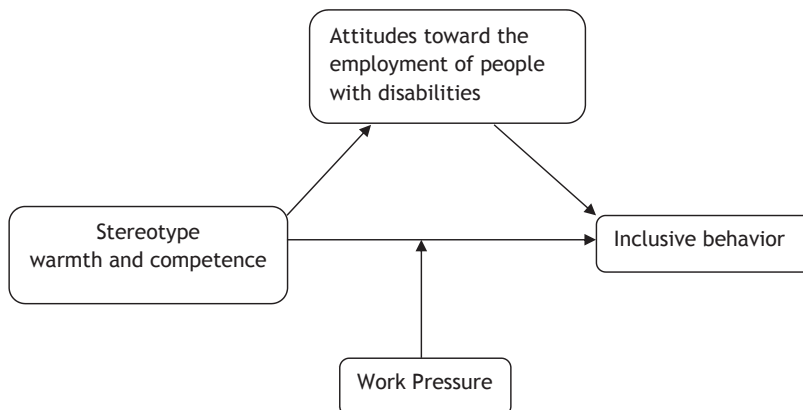 Attitudes toward the
employment of people
with disabilities
Stereotype
warmth and competence
Inclusive behavior
Work Pressure